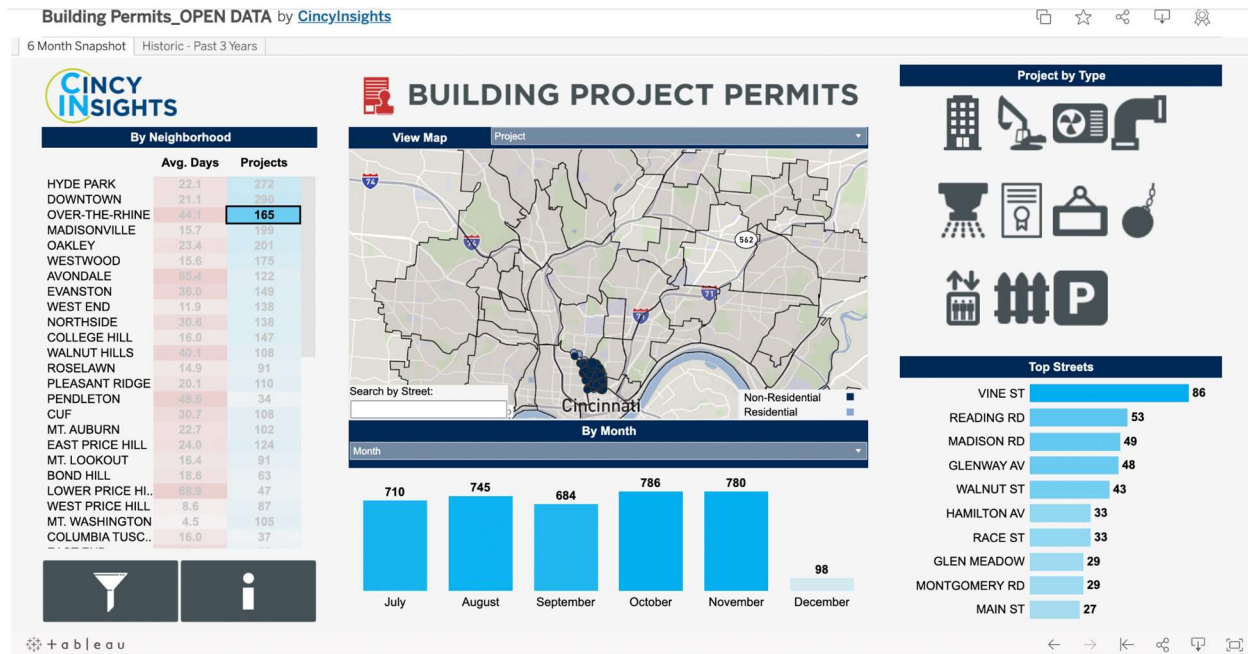 Building Permits_OPEN DATA by CincyInsights
6 Month Snapshot
Historic - Past 3 Years
CINCY
INSIGHTS
BUILDING PROJECT PERMITS
By Neighborhood
Avg. Days Projects
HYDE PARK 22.1 272
DOWNTOWN 21.1 290
OVER-THE-RHINE 44.1 165
MADISONVILLE 15.7 199
OAKLEY 23.4 201
WESTWOOD 15.6 175
AVONDALE 85.4 122
EVANSTON 36.0 149
WEST END 11.9 138
NORTHSIDE 30.6 138
COLLEGE HILL 16.0 147
WALNUT HILLS 40.1 108
ROSELAWN 14.9 91
PLEASANT RIDGE 20.1 110
PENDLETON 48.6 34
CUF 30.7 108
MT. AUBURN 22.7 102
EAST PRICE HILL 24.0 124
MT. LOOKOUT 16.4 91
BOND HILL 18.6 63
LOWER PRICE HI.. 68.9 47
WEST PRICE HILL 8.6 87
MT. WASHINGTON 4.5 105
COLUMBIA TUSC.. 16.0 37
View Map
Project
74
74
562
71
71
Cincinnati
Search by Street:
Non-Residential
Residential
By Month
Month
710 745 684 786 780 98
July August September October November December
Project by Type
P
Top Streets
VINE ST 86
READING RD 53
MADISON RD 49
GLENWAY AV 48
WALNUT ST 43
HAMILTON AV 33
RACE ST 33
GLEN MEADOW 29
MONTGOMERY RD 29
MAIN ST 27
+ableau